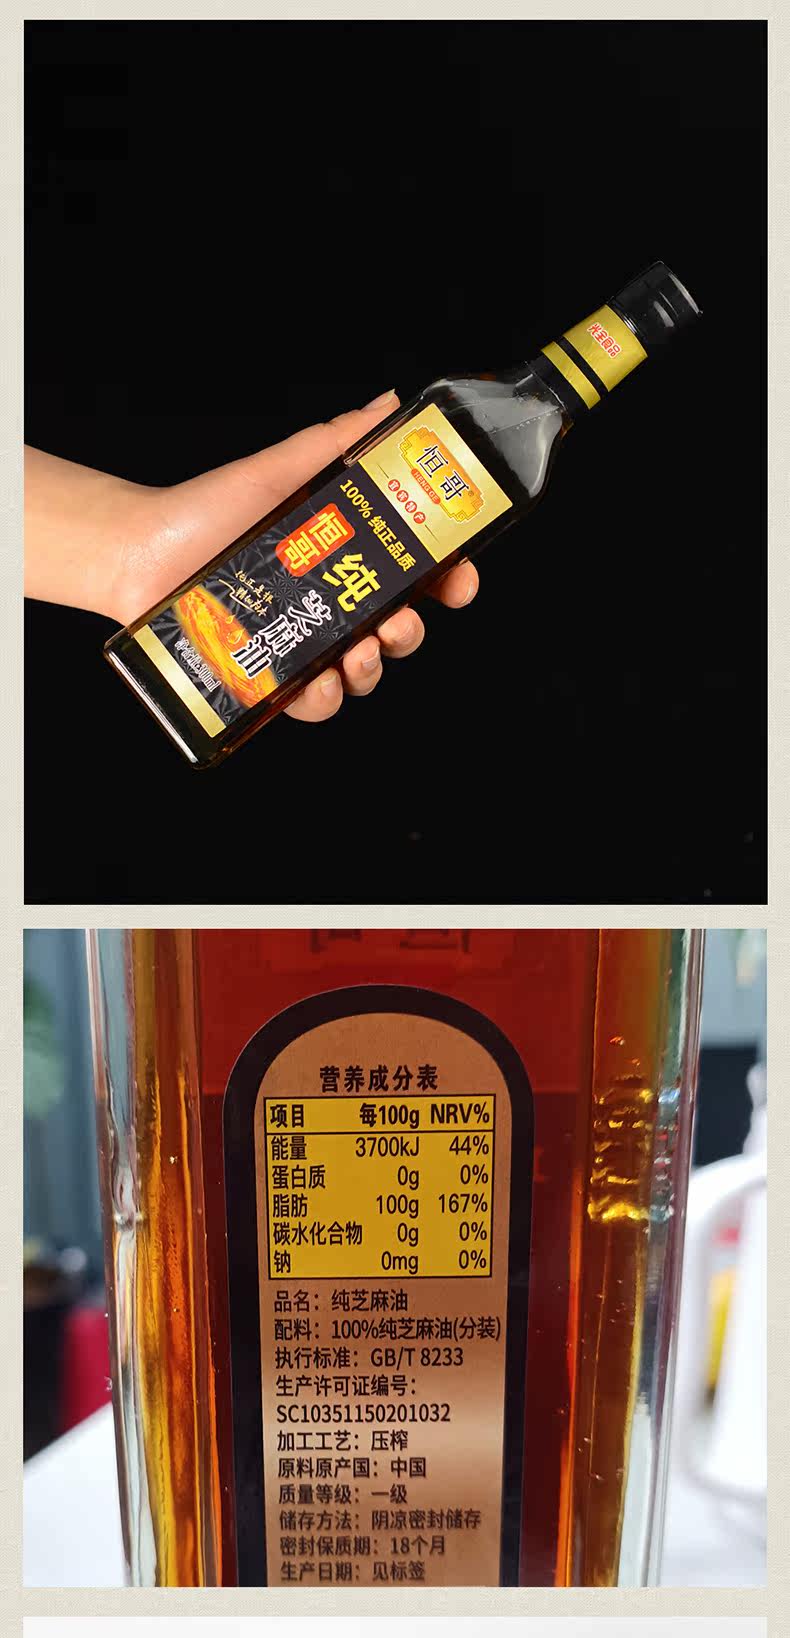 光全食品
恒哥®
HENG GE
100% 纯正品质
恒哥
纯芝麻油
营养成分表
项目 每100g NRV%
能量 3700kJ 44%
蛋白质 0g 0%
脂肪 100g 167%
碳水化合物 0g 0%
钠 0mg 0%
品名：纯芝麻油
配料：100%纯芝麻油(分装)
执行标准：GB/T 8233
生产许可证编号：
SC10351150201032
加工工艺：压榨
原料原产国：中国
质量等级：一级
储存方法：阴凉密封储存
密封保质期：18个月
生产日期：见标签